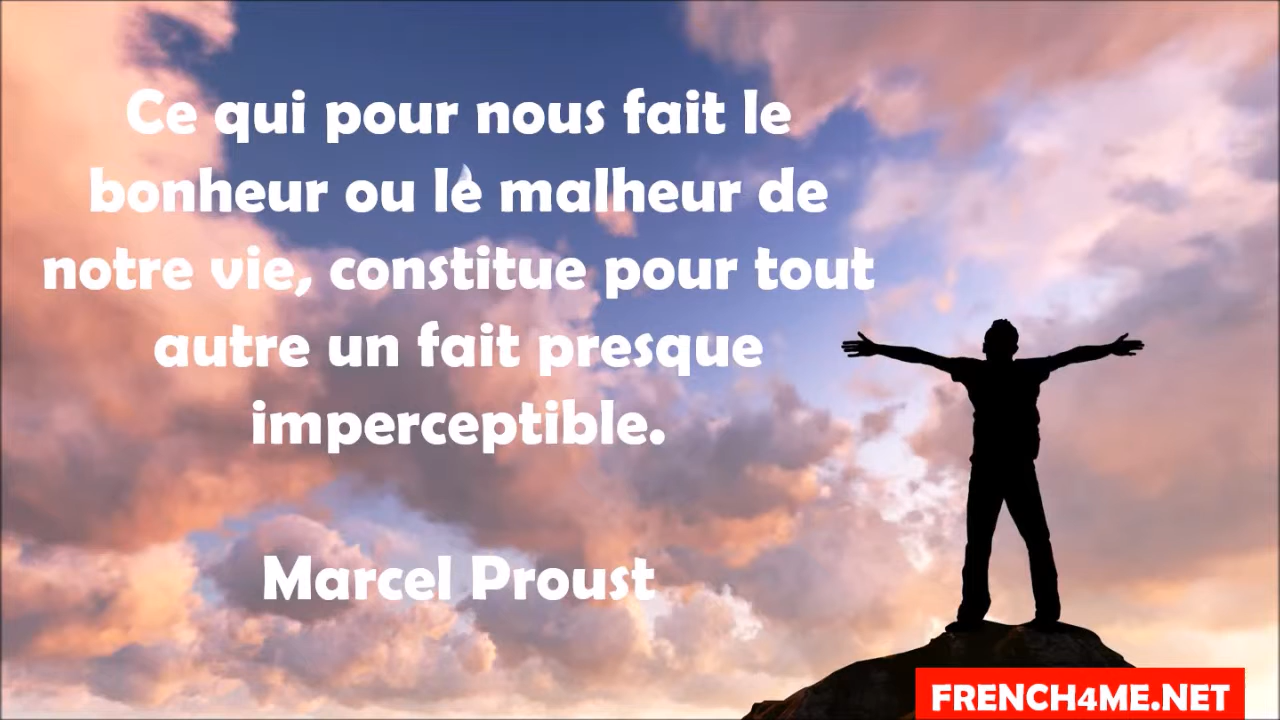 Ce qui pour nous fait le
bonheur ou le malheur de
notre vie, constitue pour tout
autre un fait presque
imperceptible.
Marcel Proust
FRENCH4ME.NET